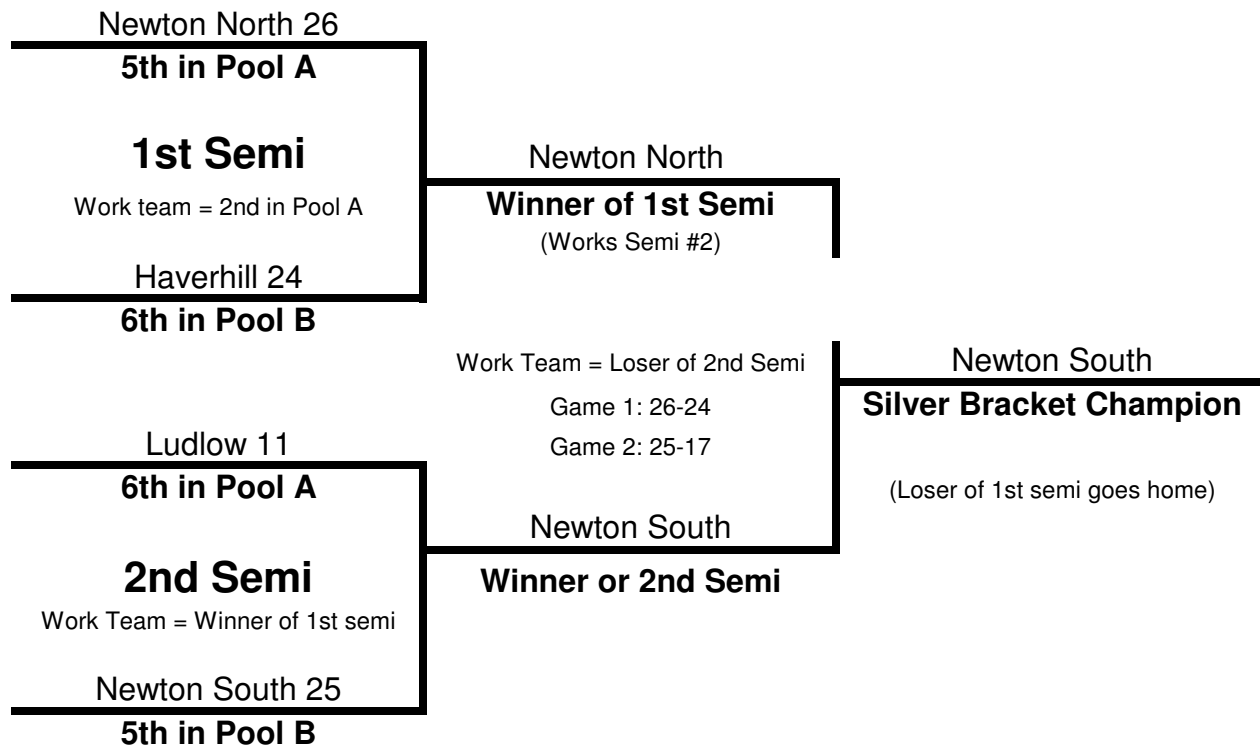 Newton North 26
5th in Pool A
1st Semi
Work team = 2nd in Pool A
Haverhill 24
6th in Pool B
Newton North
Winner of 1st Semi
(Works Semi #2)
Work Team = Loser of 2nd Semi
Game 1: 26-24
Game 2: 25-17
Newton South
Silver Bracket Champion
(Loser of 1st semi goes home)
Ludlow 11
6th in Pool A
2nd Semi
Work Team = Winner of 1st semi
Newton South 25
5th in Pool B
Newton South
Winner or 2nd Semi